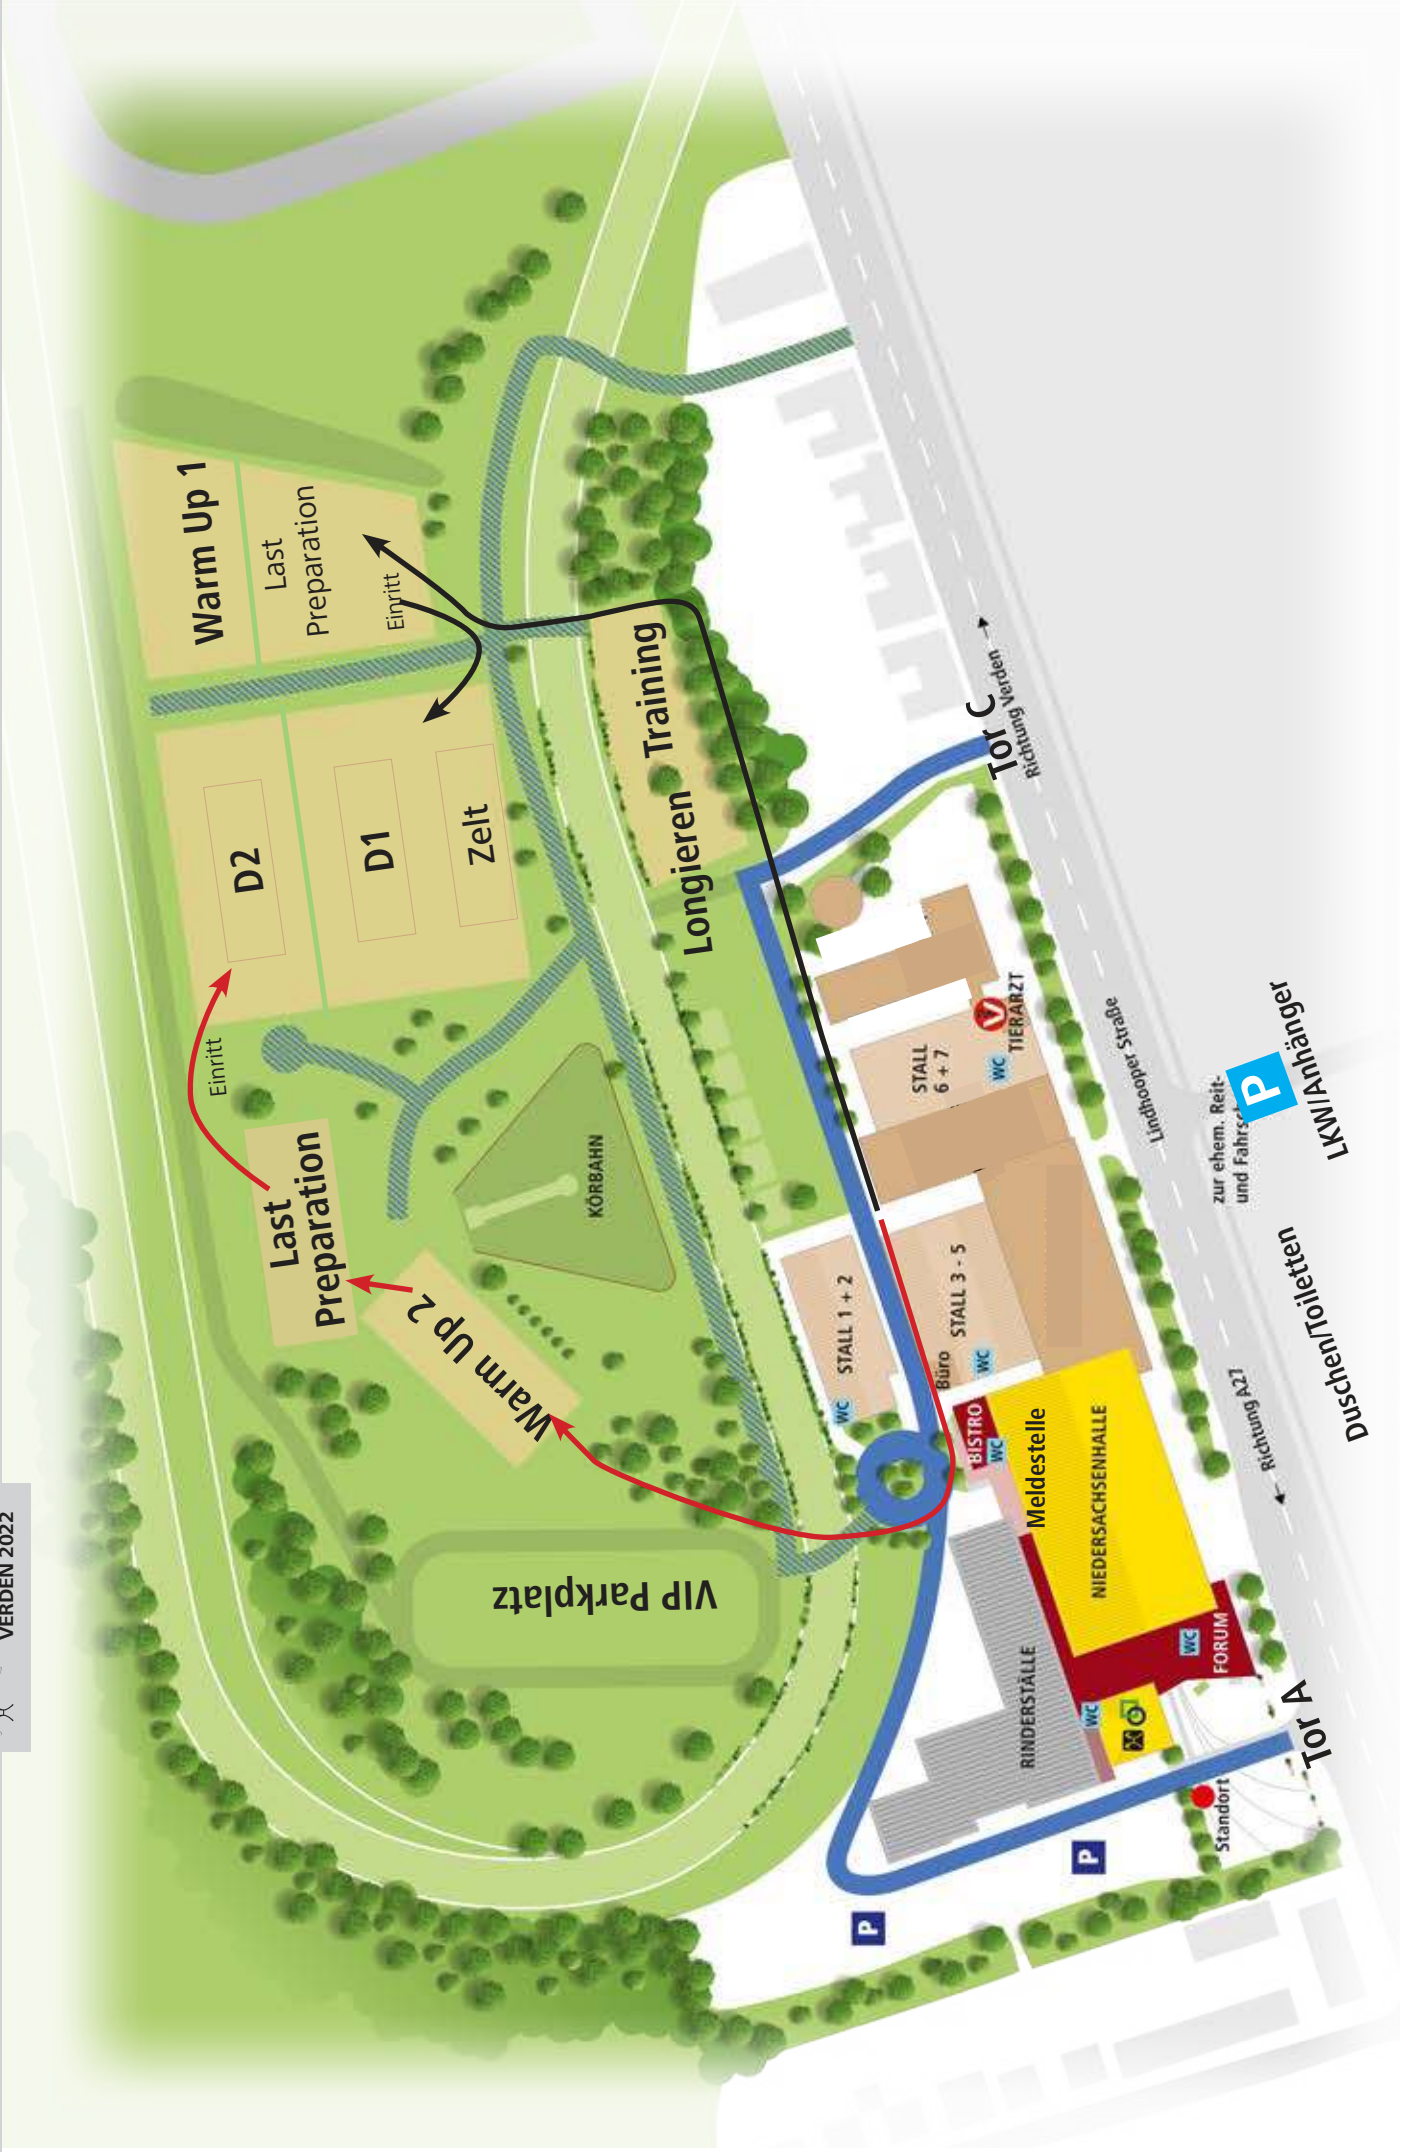 VERDEN 2022
Warm Up 1
Last
Preparation
Einritt
D2
D1
Zelt
Einritt
Last
Preparation
Warm Up 2
KÖRBAHN
VIP Parkplatz
Longieren
Training
Tor C
Richtung Verden
STALL
6 + 7
WC
V
TIERARZT
STALL 1 + 2
WC
STALL 3 - 5
Büro
WC
BISTRO
WC
Meldestelle
NIEDERSACHSENHALLE
RINDERSTÄLLE
WC
FORUM
WC
Tor A
Standort
P
P
Lindhooper Straße
Richtung A27
zur ehem. Reit-
und
P
LKW/Anhänger
Duschen/Toiletten